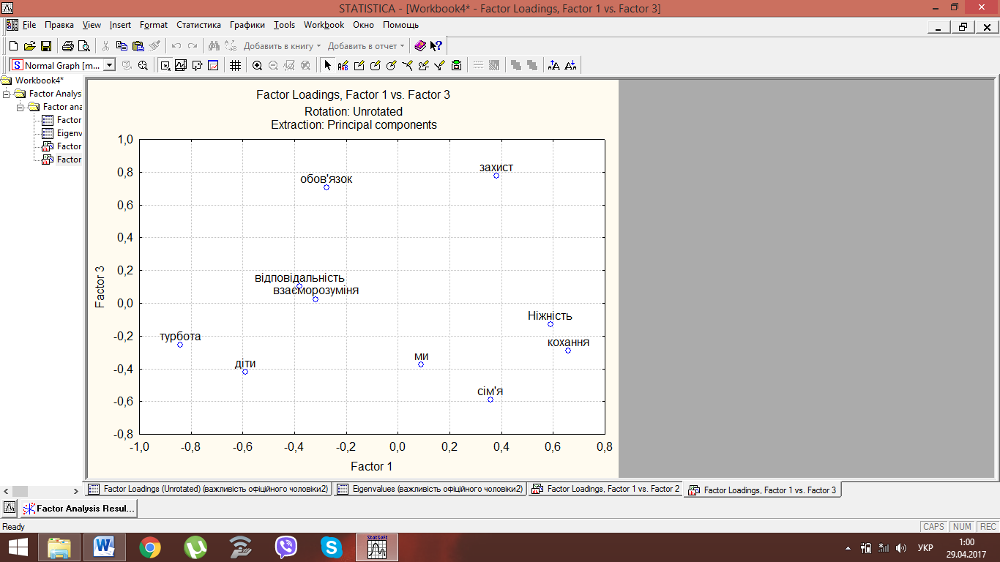 STATISTICA - [Workbook4* - Factor Loadings, Factor 1 vs. Factor 3]
File Правка View Insert Format Статистика Графики Tools Workbook Окно Помощь
Добавить в книгу Добавить в отчет
Normal Graph [m...
Workbook4*
Factor Analys
Factor ana
Factor
Eigenv
Factor
Factor
Factor Loadings, Factor 1 vs. Factor 3
Rotation: Unrotated
Extraction: Principal components
1,0
0,8
0,6
0,4
0,2
0,0
-0,2
-0,4
-0,6
-0,8
Factor 3
захист
обов'язок
відповідальність
взаєморозуміня
Ніжність
турбота
кохання
ми
діти
сім'я
-1,0 -0,8 -0,6 -0,4 -0,2 0,0 0,2 0,4 0,6 0,8
Factor 1
Factor Loadings (Unrotated) (важливість офіційного чоловіки2) Eigenvalues (важливість офіційного чоловіки2) Factor Loadings, Factor 1 vs. Factor 2 Factor Loadings, Factor 1 vs. Factor 3
Factor Analysis Resul...
Ready CAPS NUM REC
StatSoft
УКР
1:00
29.04.2017